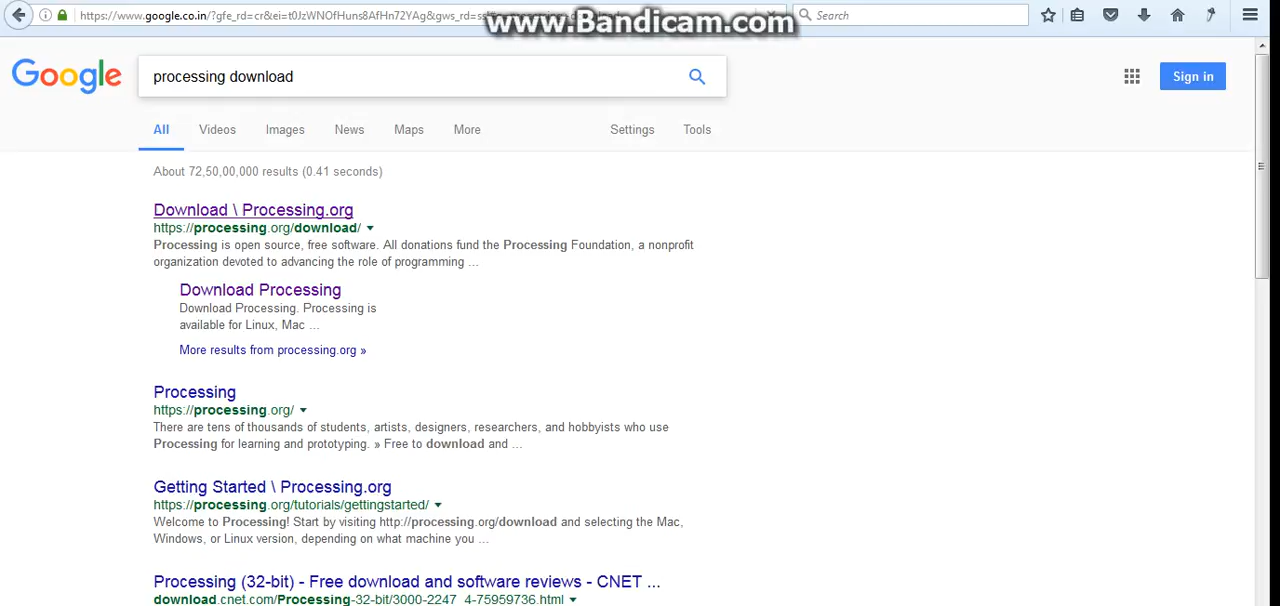 https://www.google.co.in/?gfe_rd=cr&ei=t0JzWNOfHuns8AfHn72YAg&gws_rd=ss
www.Bandicam.com
Search
Google
processing download
Sign in
All Videos Images News Maps More Settings Tools
About 72,50,00,000 results (0.41 seconds)
Download \ Processing.org
https://processing.org/download/
Processing is open source, free software. All donations fund the Processing Foundation, a nonprofit
organization devoted to advancing the role of programming ...
Download Processing
Download Processing. Processing is
available for Linux, Mac ...
More results from processing.org »
Processing
https://processing.org/
There are tens of thousands of students, artists, designers, researchers, and hobbyists who use
Processing for learning and prototyping. » Free to download and ...
Getting Started \ Processing.org
https://processing.org/tutorials/gettingstarted/
Welcome to Processing! Start by visiting http://processing.org/download and selecting the Mac,
Windows, or Linux version, depending on what machine you ...
Processing (32-bit) - Free download and software reviews - CNET ...
download.cnet.com/Processing-32-bit/3000-2247_4-75959736.html